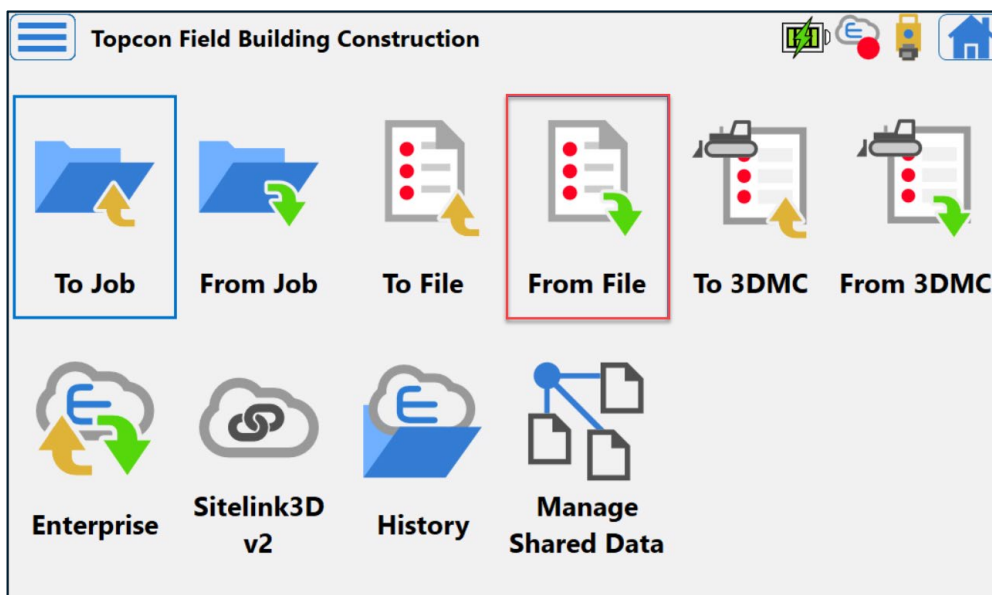 Topcon Field Building Construction
To Job
From Job
To File
From File
To 3DMC
From 3DMC
Enterprise
Sitelink3D
v2
History
Manage
Shared Data